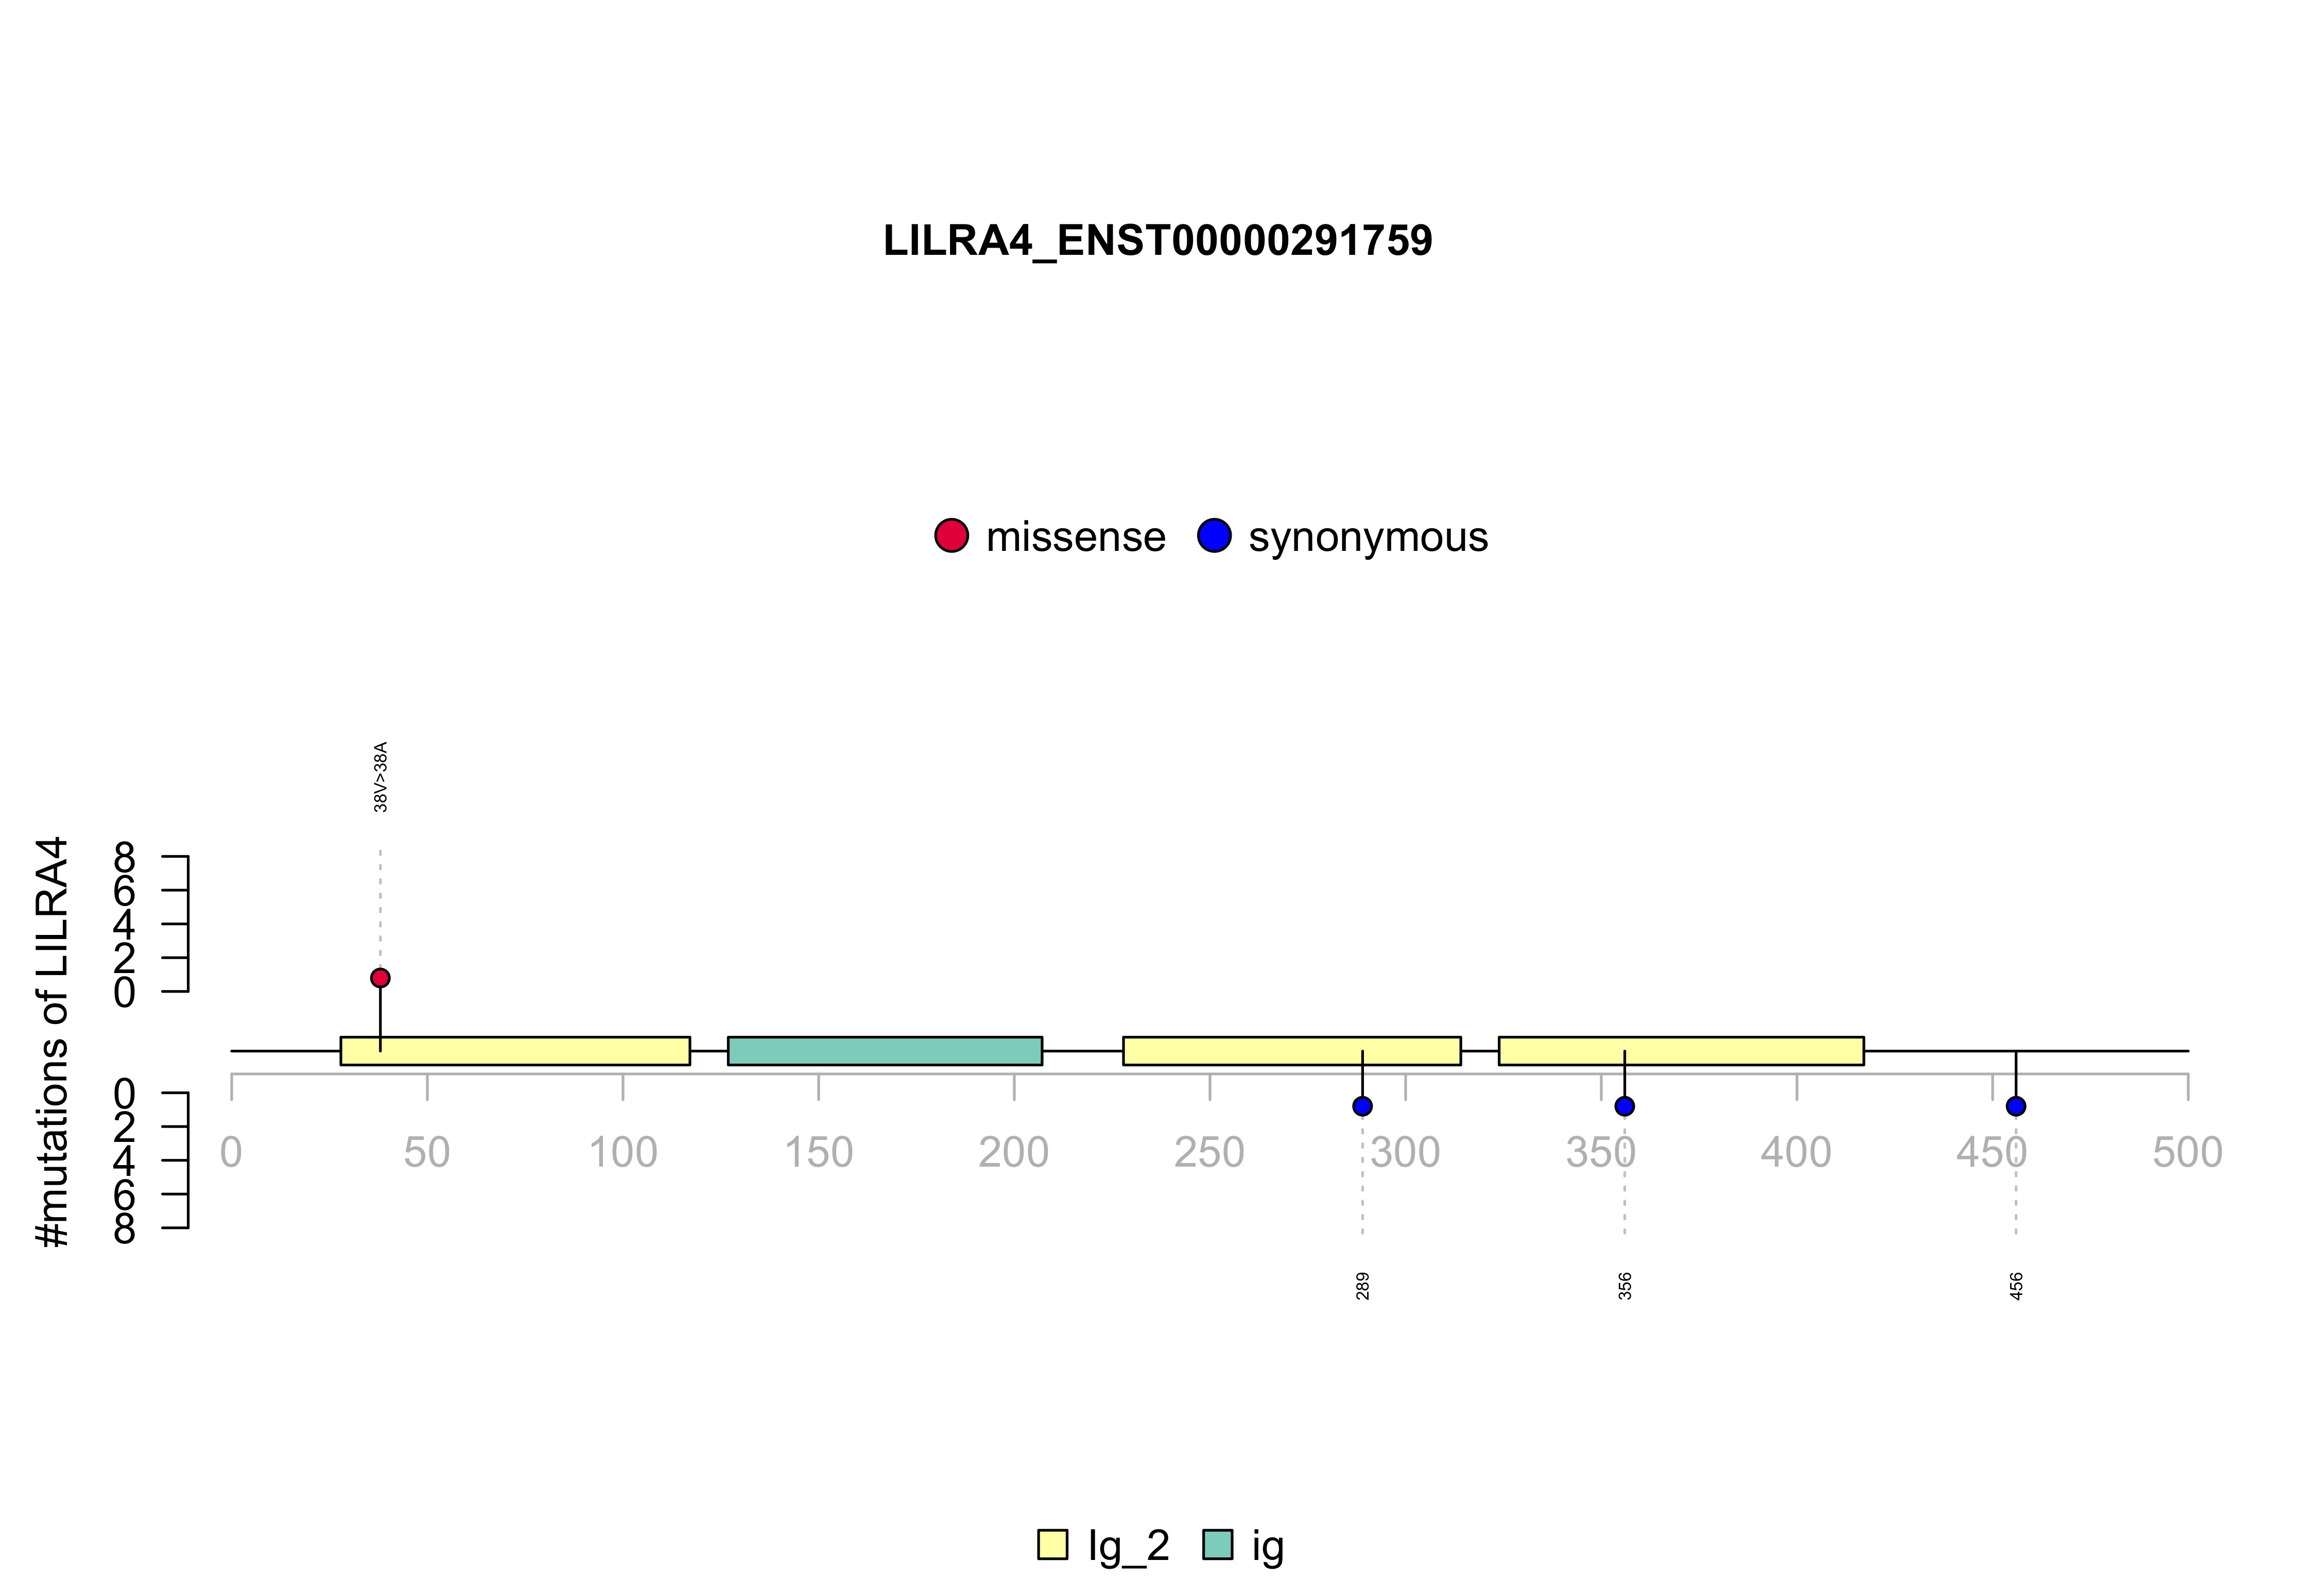 LILRA4_ENST00000291759
missense synonymous
38V>38A
#mutations of LILRA4
8
6
4
2
0
0
2
4
6
8
0 50 100 150 200 250 300 350 400 450 500
289 356 456
Ig_2 ig